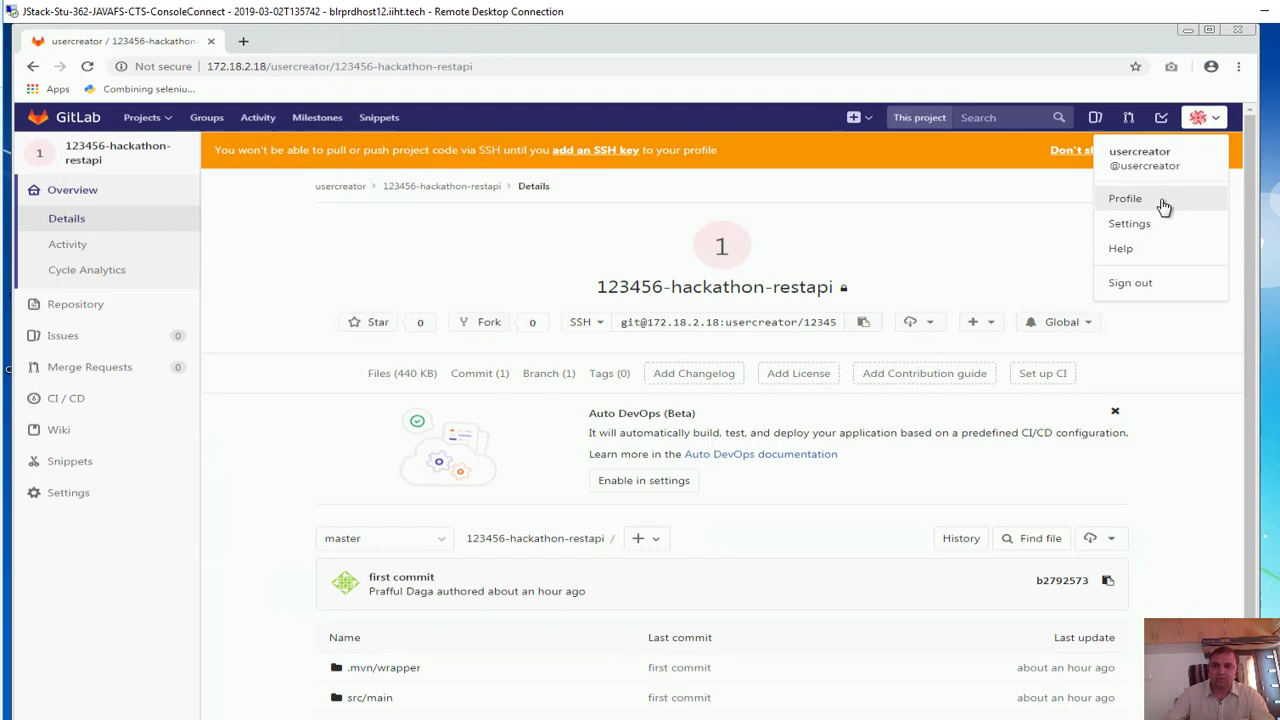 JStack-Stu-362-JAVAFS-CTS-ConsoleConnect - 2019-03-02T135742 - blrprdhost12.iiht.tech - Remote Desktop Connection
usercreator / 123456-hackathon-
Not secure 172.18.2.18/usercreator/123456-hackathon-restapi
Apps Combining seleniu...
GitLab Projects Groups Activity Milestones Snippets This project Search
1 123456-hackathon-restapi
You won't be able to pull or push project code via SSH until you add an SSH key to your profile Don't sh
usercreator
@usercreator
Profile
Settings
Help
Sign out
Overview
Details
Activity
Cycle Analytics
Repository
Issues 0
Merge Requests 0
CI / CD
Wiki
Snippets
Settings
usercreator > 123456-hackathon-restapi > Details
1
123456-hackathon-restapi
Star 0 Fork 0 SSH git@172.18.2.18:usercreator/12345 Global
Files (440 KB) Commit (1) Branch (1) Tags (0) Add Changelog Add License Add Contribution guide Set up CI
Auto DevOps (Beta)
It will automatically build, test, and deploy your application based on a predefined CI/CD configuration.
Learn more in the Auto DevOps documentation
Enable in settings
master 123456-hackathon-restapi / + History Find file
first commit
Prafful Daga authored about an hour ago
b2792573
Name Last commit Last update
.mvn/wrapper first commit about an hour ago
src/main first commit about an hour ago